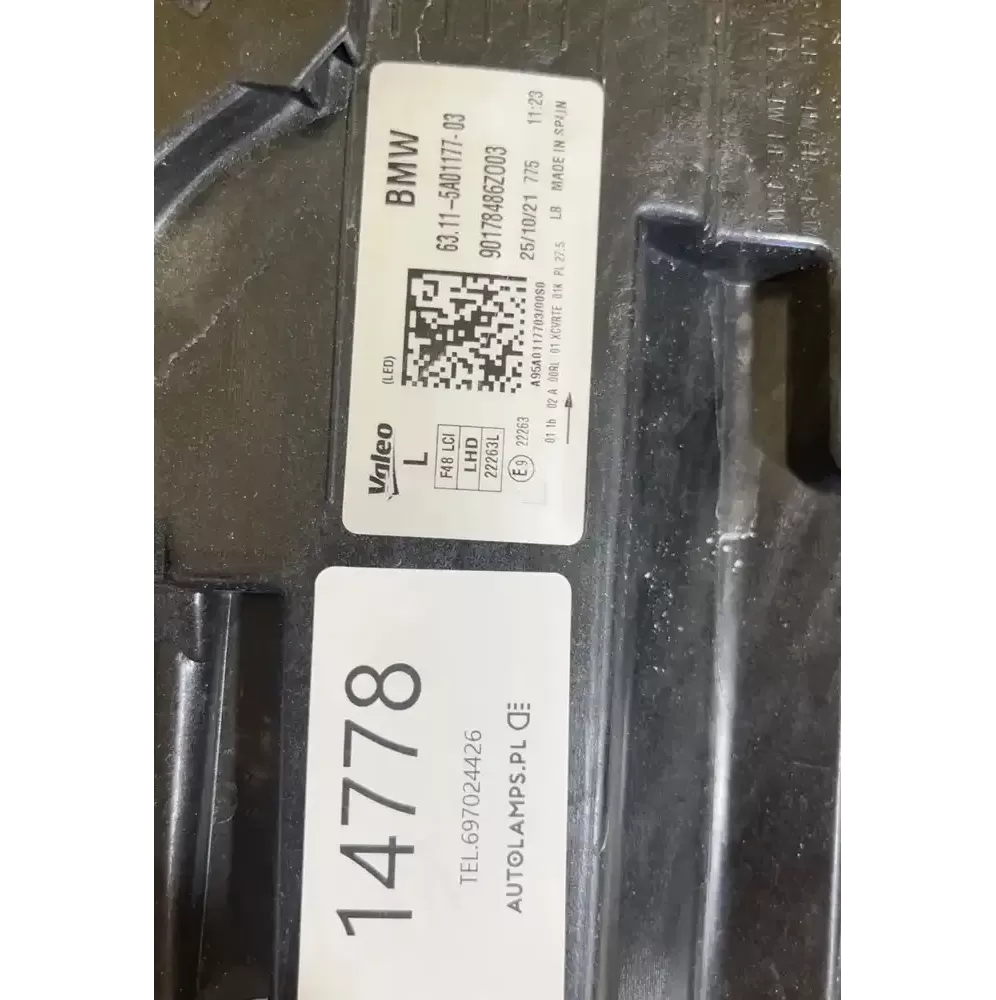 Valeo
(LED)
BMW
L
63.11-5A01177-03
F48 LCI
LHD
22263L
90178486Z003
25/10/21 775 11:23
E9 22263
A95A0117703/00S0
01 16 02 A 00RL 01 XCVRTE 01K PL 27.5 LB MADE IN SPAIN
14778
TEL.697024426
AUTOLAMPS.PL